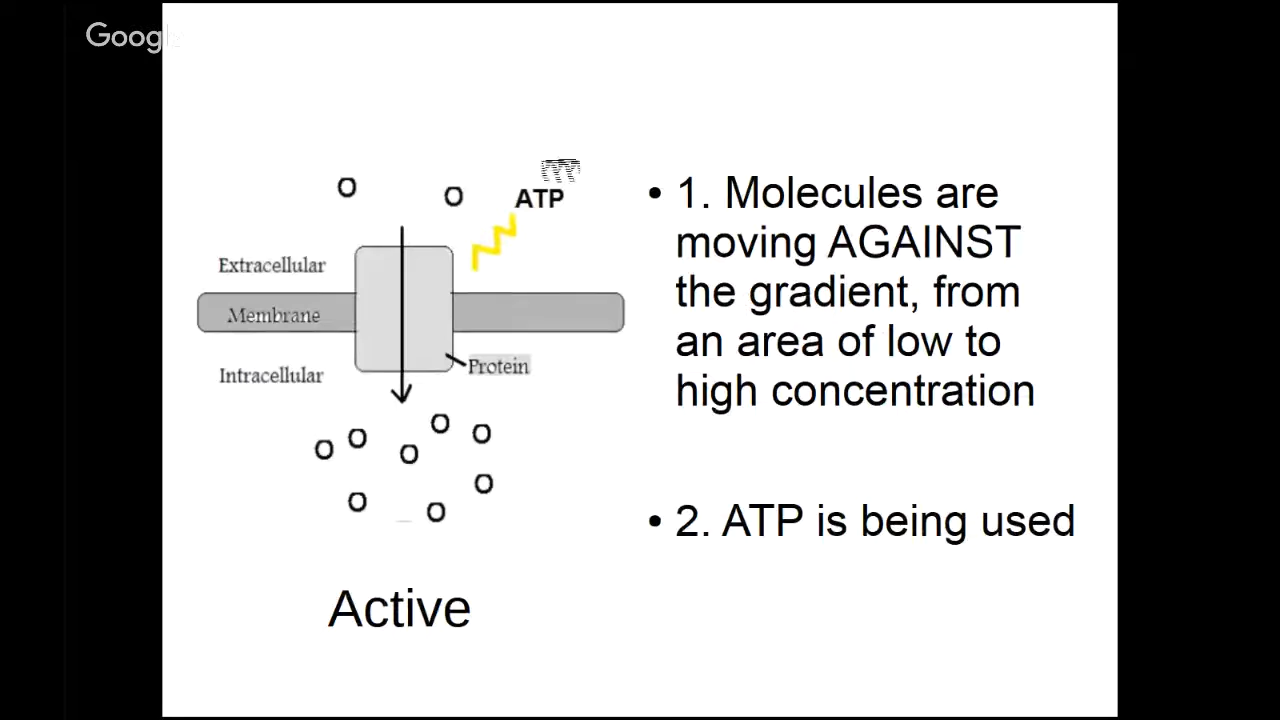 Google
ATP
Extracellular
Membrane
Protein
Intracellular
Active
• 1. Molecules are
moving AGAINST
the gradient, from
an area of low to
high concentration
• 2. ATP is being used